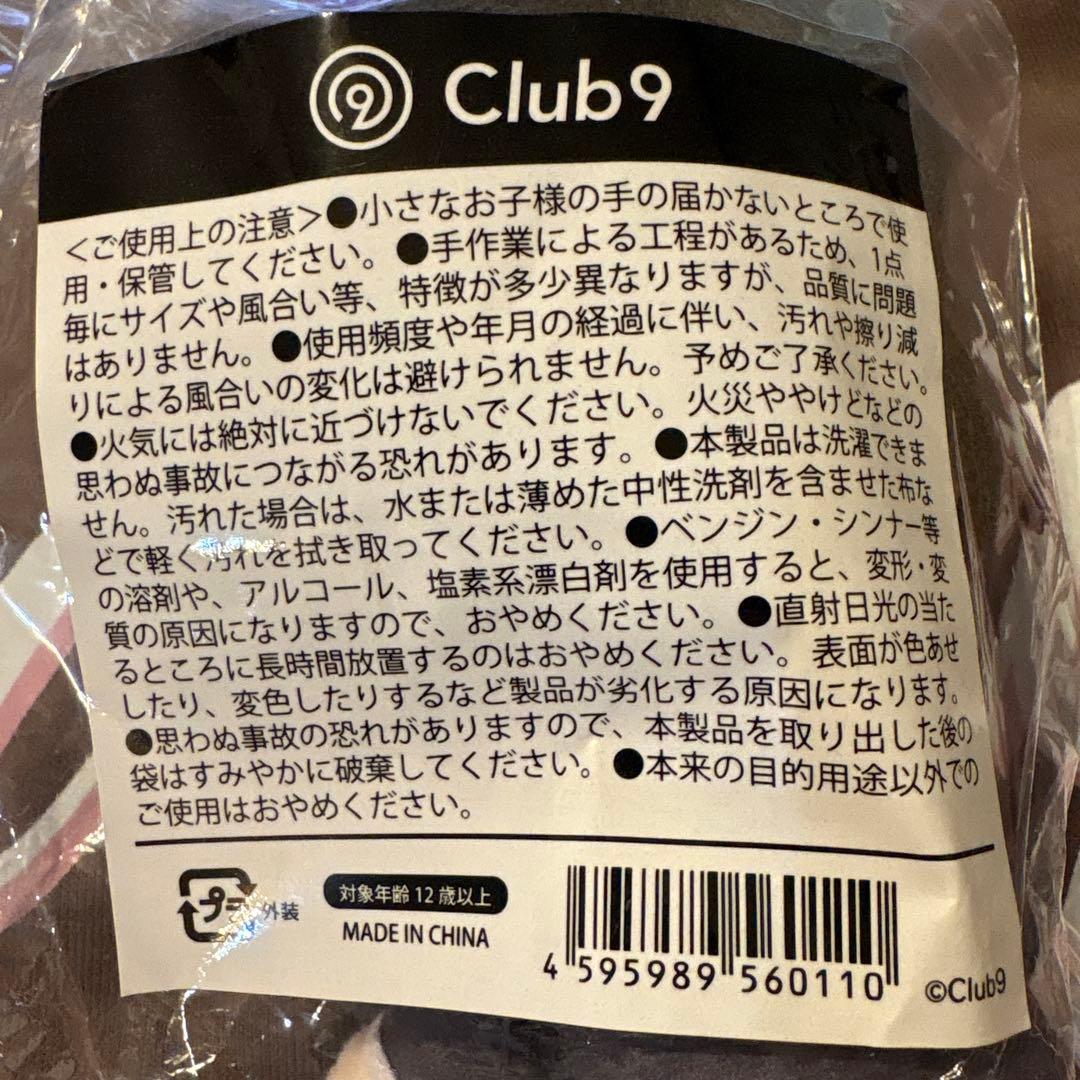 Club9
＜ご使用上の注意＞●小さなお子様の手の届かないところで使
用・保管してください。●手作業による工程があるため、1点
毎にサイズや風合い等、特徴が多少異なりますが、品質に問題
はありません。●使用頻度や年月の経過に伴い、汚れや擦り減
りによる風合いの変化は避けられません。予めご了承ください。
●火気には絶対に近づけないでください。火災ややけどなどの
思わぬ事故につながる恐れがあります。●本製品は洗濯できま
せん。汚れた場合は、水または薄めた中性洗剤を含ませた布な
どで軽く汚れを拭き取ってください。●ベンジン・シンナー等
の溶剤や、アルコール、塩素系漂白剤を使用すると、変形・変
質の原因になりますので、おやめください。●直射日光の当た
るところに長時間放置するのはおやめください。表面が色あせ
したり、変色したりするなど製品が劣化する原因になります。
●思わぬ事故の恐れがありますので、本製品を取り出した後の
袋はすみやかに破棄してください。●本来の目的用途以外での
ご使用はおやめください。
プラ 外装
対象年齢12歳以上
MADE IN CHINA
4 595989 560110
©Club9